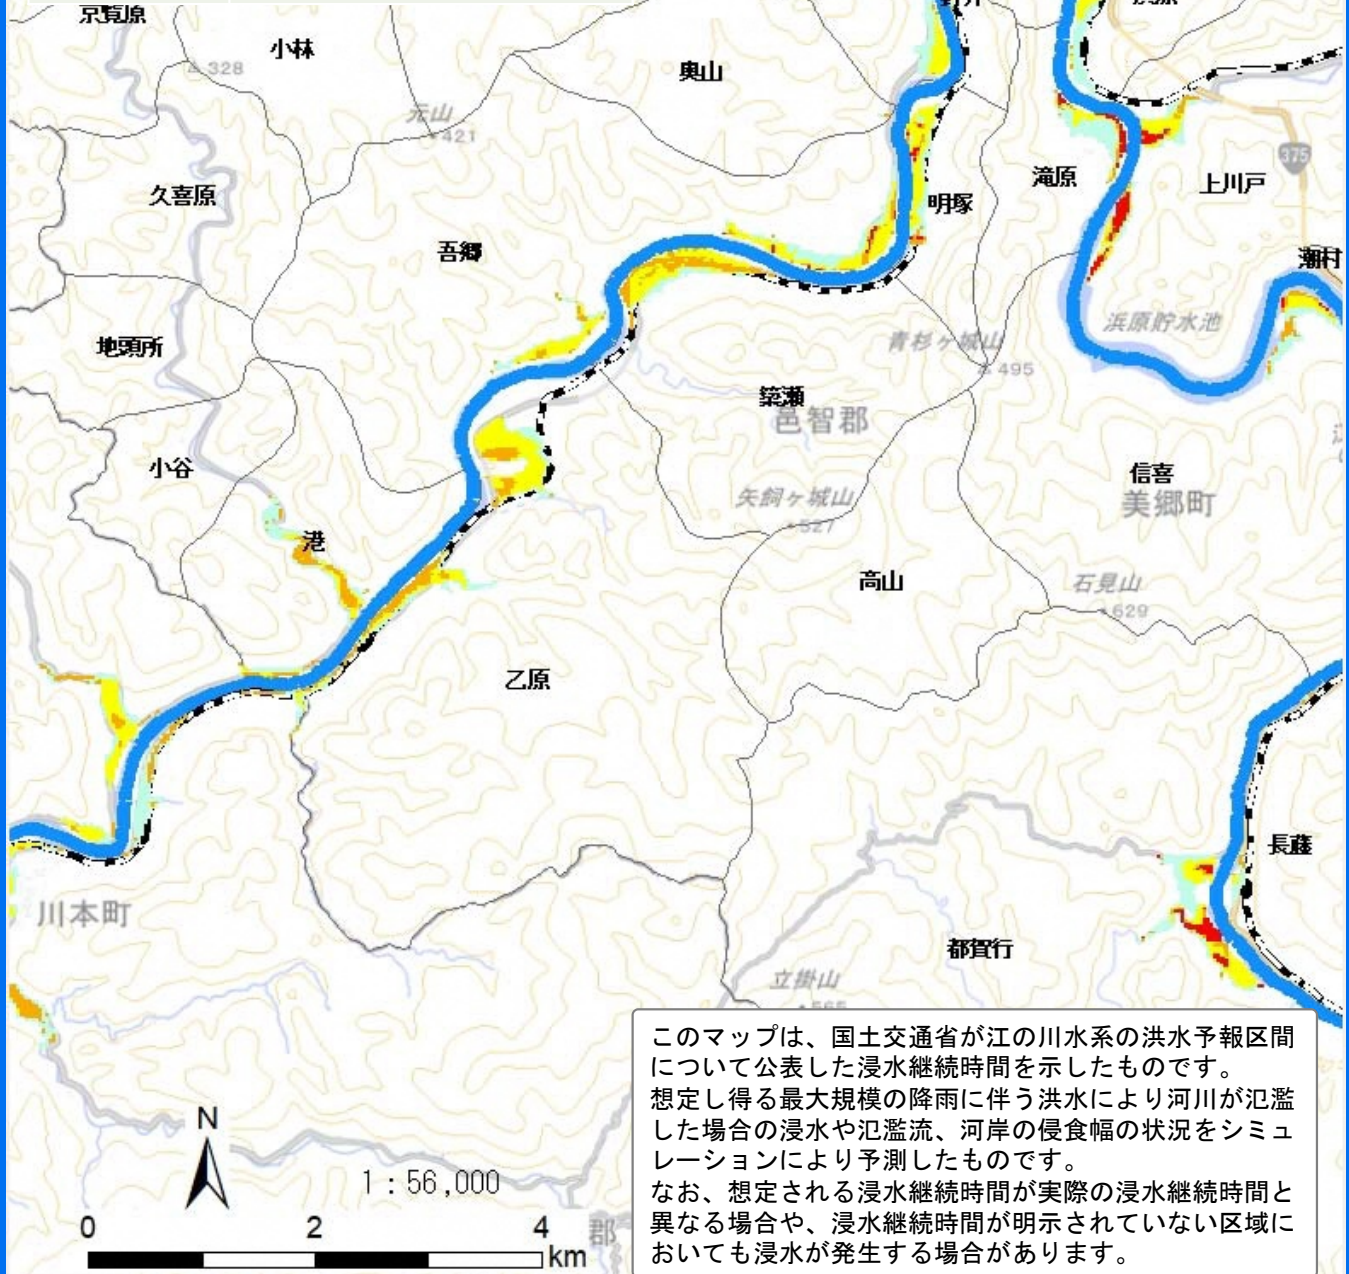 京覧原
小林
328
奥山
元山
421
久喜原
滝原
375
上川戸
明塚
吾郷
潮村
浜原貯水池
地頭所
青杉ヶ城山
495
簗瀬
邑智郡
小谷
信喜
矢飼ヶ城山
527
美郷町
港
高山
石見山
629
乙原
長藤
川本町
都賀行
立掛山
565
このマップは、国土交通省が江の川水系の洪水予報区間
について公表した浸水継続時間を示したものです。
想定し得る最大規模の降雨に伴う洪水により河川が氾濫
した場合の浸水や氾濫流、河岸の侵食幅の状況をシミュ
レーションにより予測したものです。
なお、想定される浸水継続時間が実際の浸水継続時間と
異なる場合や、浸水継続時間が明示されていない区域に
おいても浸水が発生する場合があります。
N
1：56,000
0 2 4
km
郡